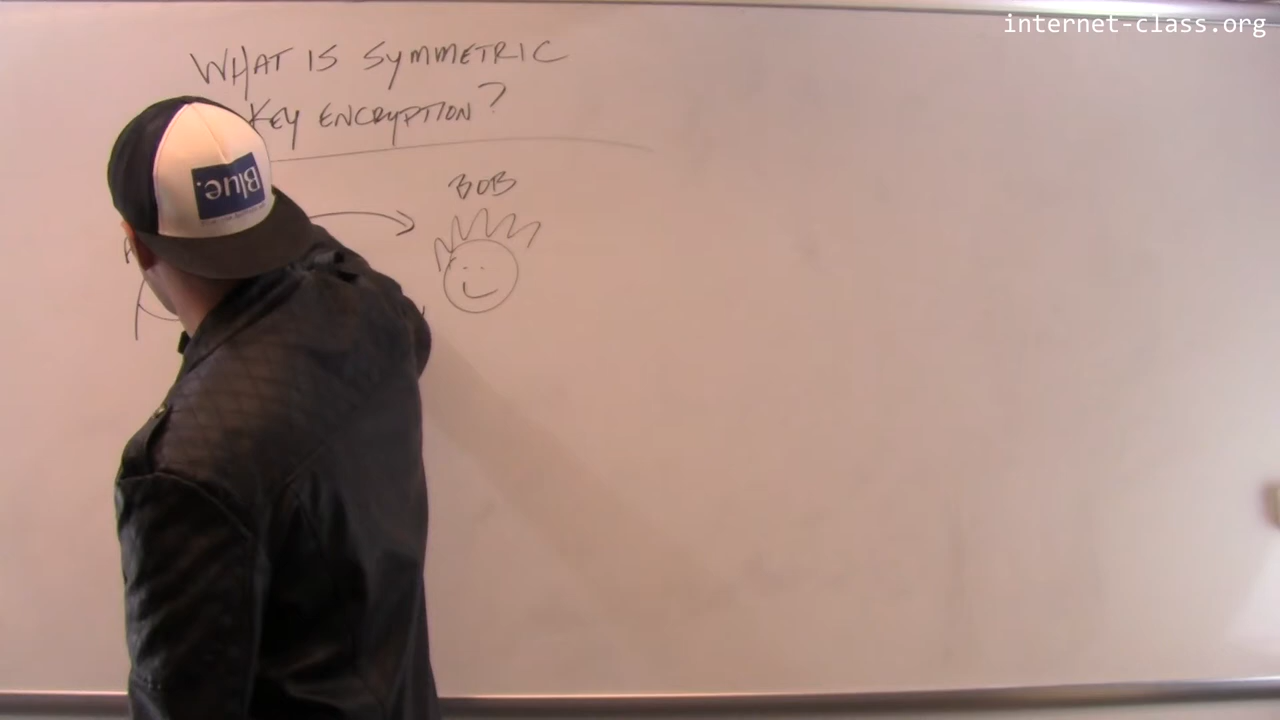 internet-class.org
WHAT IS SYMMETRIC
KEY ENCRYPTION?
Blue.
BOB